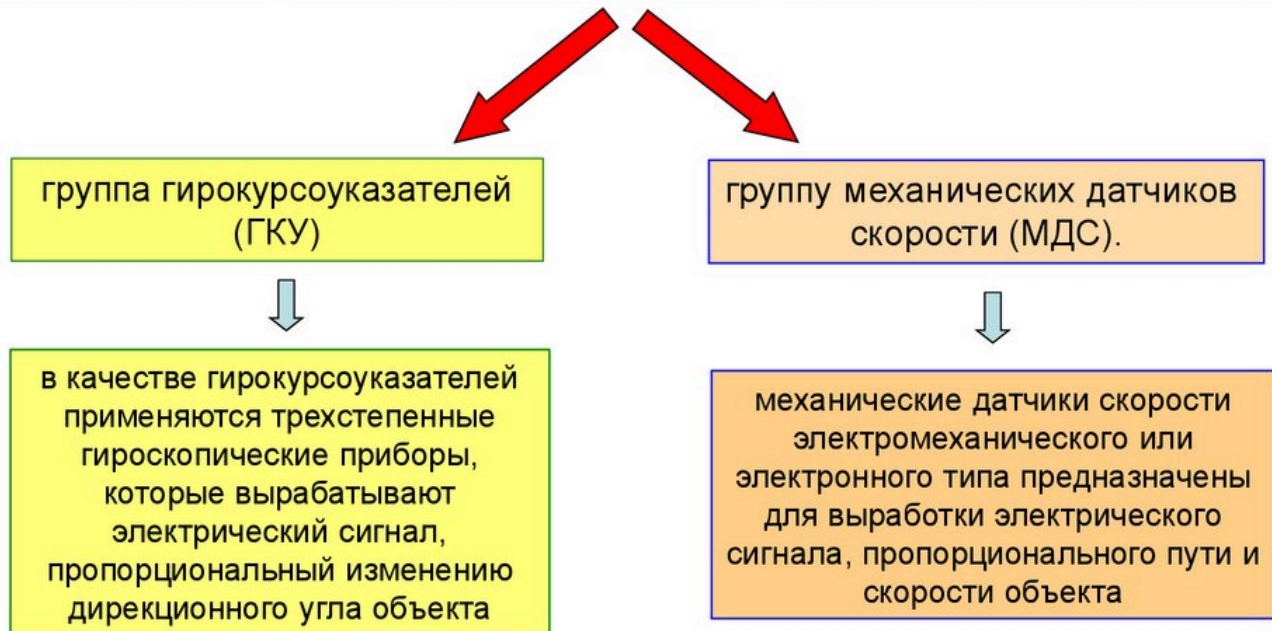 группа гирокурсоуказателей
(ГКУ)
группу механических датчиков
скорости (МДС).
в качестве гирокурсоуказателей
применяются трехстепенные
гироскопические приборы,
которые вырабатывают
электрический сигнал,
пропорциональный изменению
дирекционного угла объекта
механические датчики скорости
электромеханического или
электронного типа предназначены
для выработки электрического
сигнала, пропорционального пути и
скорости объекта